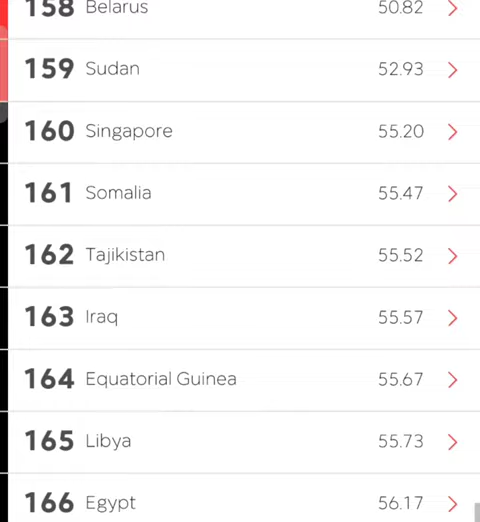 158 Belarus 50.82
159 Sudan 52.93
160 Singapore 55.20
161 Somalia 55.47
162 Tajikistan 55.52
163 Iraq 55.57
164 Equatorial Guinea 55.67
165 Libya 55.73
166 Egypt 56.17